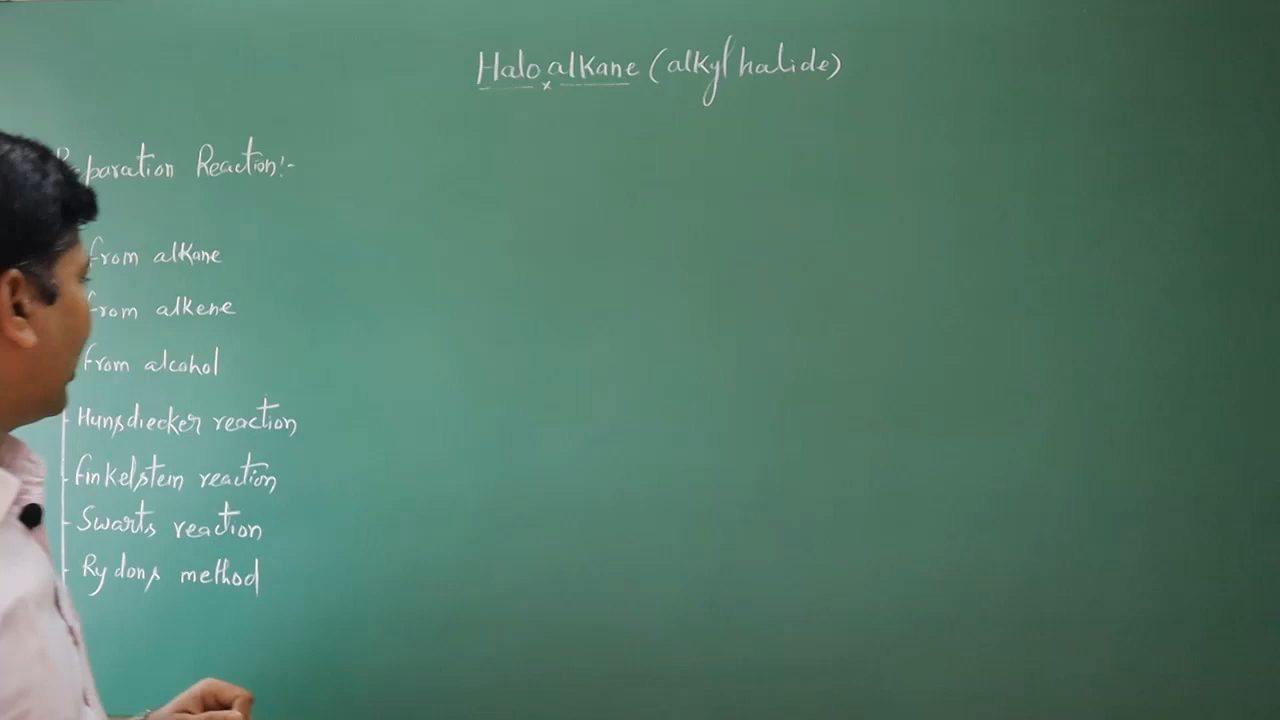 Halo alkane (alkyl halide)
x
Preparation Reaction:-
from alkane
from alkene
from alcohol
Hunsdiecker reaction
finkelstein reaction
Swarts reaction
Rydons method